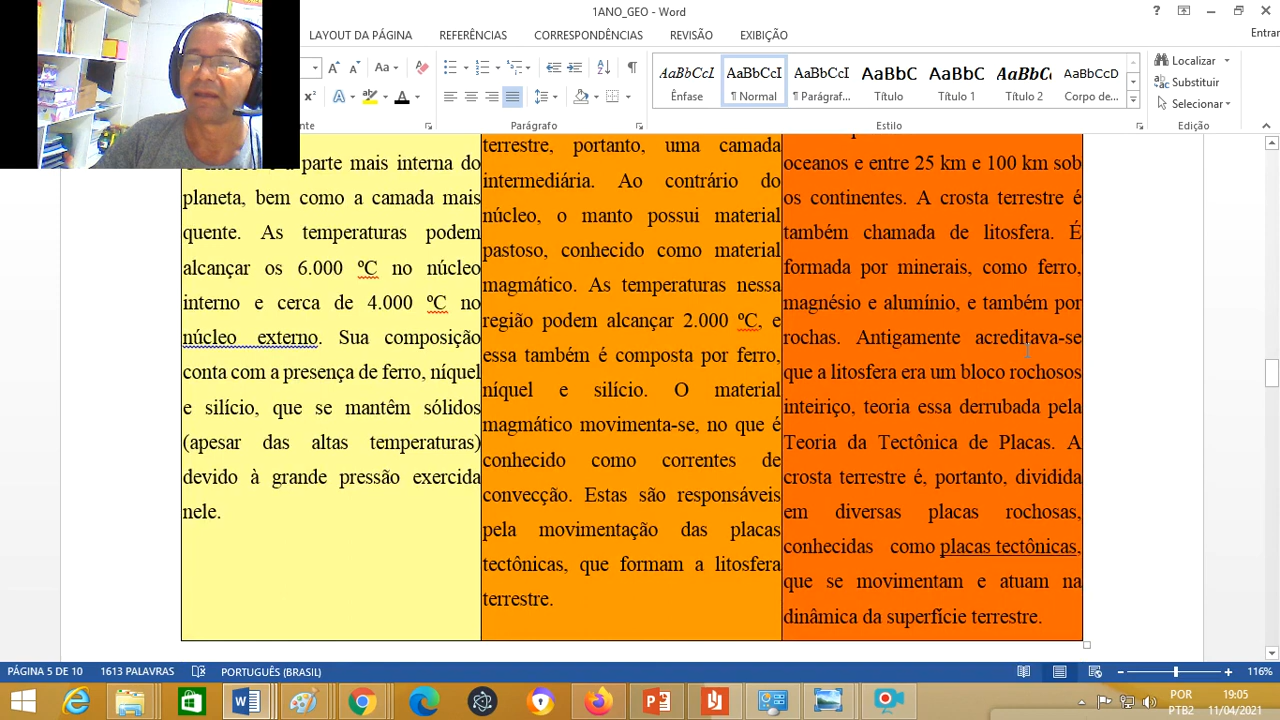 1ANO_GEO - Word
?
Entrar
LAYOUT DA PÁGINA
REFERÊNCIAS
CORRESPONDÊNCIAS
REVISÃO
EXIBIÇÃO
Aa
AaBbCcL
AaBbCcI
AaBbCcI
AaBbC
AaBbC
AaBbCc
AaBbCcD
Ênfase
¶ Normal
¶ Parágraf...
Título
Título 1
Título 2
Corpo de...
Localizar
Substituir
Selecionar
Parágrafo
Estilo
Edição
parte mais interna do
planeta, bem como a camada mais
quente. As temperaturas podem
alcançar os 6.000 ºC no núcleo
interno e cerca de 4.000 ºC no
núcleo externo. Sua composição
conta com a presença de ferro, níquel
e silício, que se mantêm sólidos
(apesar das altas temperaturas)
devido à grande pressão exercida
nele.
terrestre, portanto, uma camada
intermediária. Ao contrário do
núcleo, o manto possui material
pastoso, conhecido como material
magmático. As temperaturas nessa
região podem alcançar 2.000 ºC, e
essa também é composta por ferro,
níquel e silício. O material
magmático movimenta-se, no que é
conhecido como correntes de
convecção. Estas são responsáveis
pela movimentação das placas
tectônicas, que formam a litosfera
terrestre.
oceanos e entre 25 km e 100 km sob
os continentes. A crosta terrestre é
também chamada de litosfera. É
formada por minerais, como ferro,
magnésio e alumínio, e também por
rochas. Antigamente acreditava-se
que a litosfera era um bloco rochosos
inteiriço, teoria essa derrubada pela
Teoria da Tectônica de Placas. A
crosta terrestre é, portanto, dividida
em diversas placas rochosas,
conhecidas como placas tectônicas,
que se movimentam e atuam na
dinâmica da superfície terrestre.
PÁGINA 5 DE 10
1613 PALAVRAS
PORTUGUÊS (BRASIL)
116%
POR
PTB2
19:05
11/04/2021